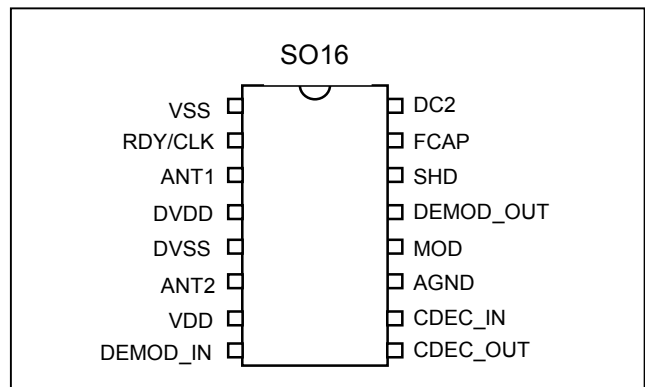 SO16
VSS DC2
RDY/CLK FCAP
ANT1 SHD
DVDD DEMOD_OUT
DVSS MOD
ANT2 AGND
VDD CDEC_IN
DEMOD_IN CDEC_OUT